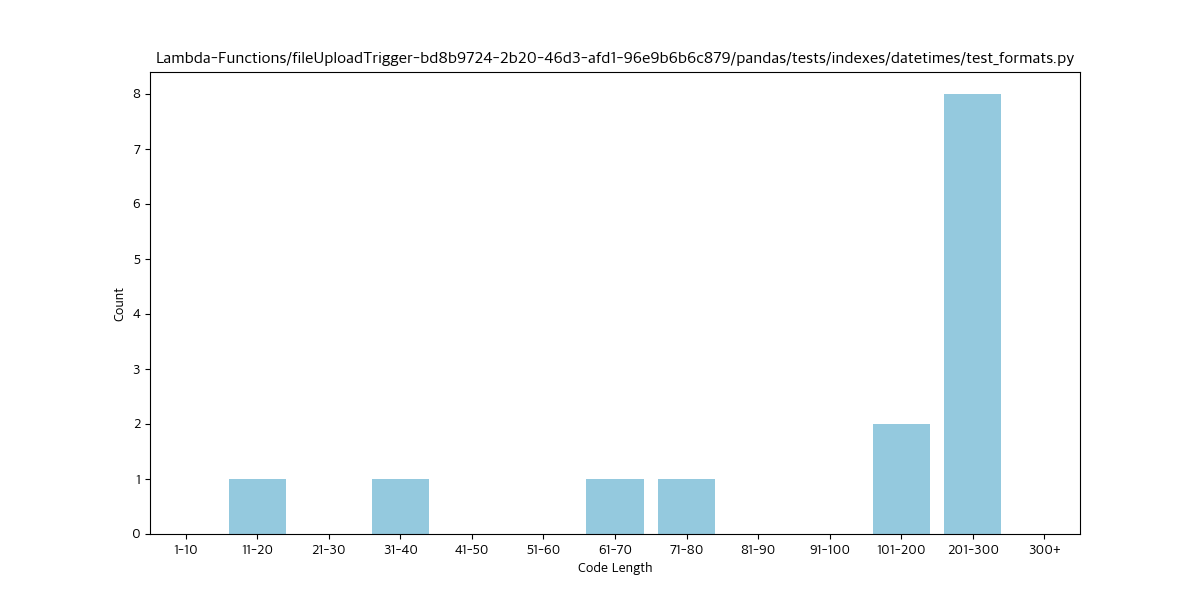 Lambda-Functions/fileUploadTrigger-bd8b9724-2b20-46d3-afd1-96e9b6b6c879/pandas/tests/indexes/datetimes/test_formats.py
8
7
6
5
4
3
2
1
0
Count
1-10 11-20 21-30 31-40 41-50 51-60 61-70 71-80 81-90 91-100 101-200 201-300 300+
Code Length